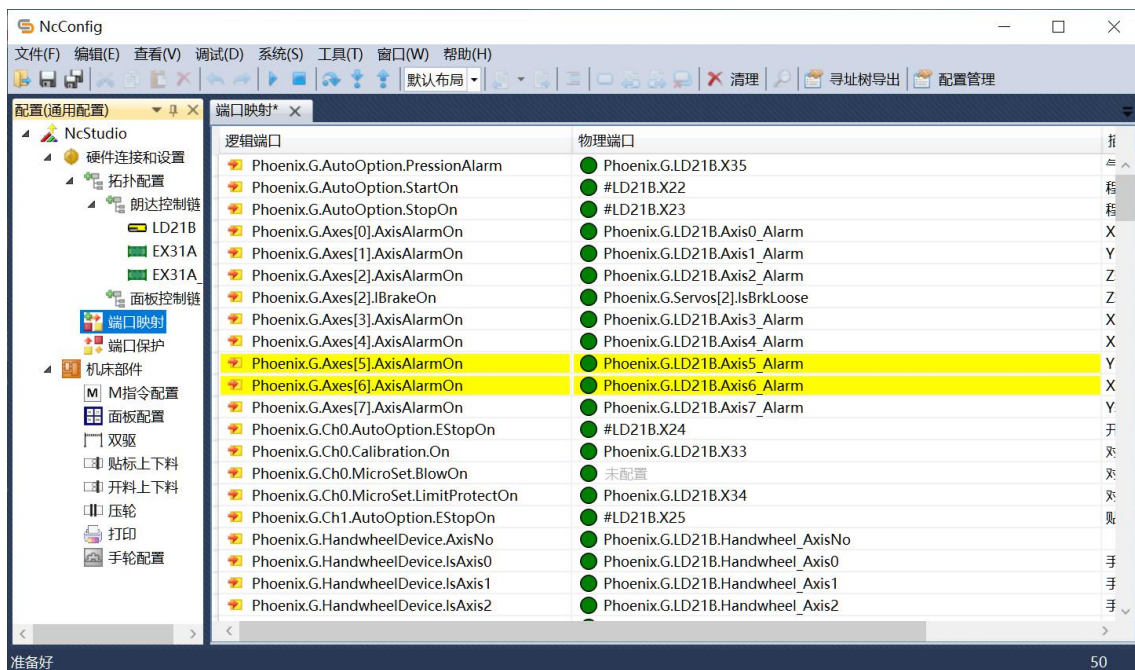 NcConfig
文件(F) 编辑(E) 查看(V) 调试(D) 系统(S) 工具(T) 窗口(W) 帮助(H)
默认布局 清理 寻址树导出 配置管理
配置(通用配置)
NcStudio
硬件连接和设置
拓扑配置
朗达控制链
LD21B
EX31A
EX31A_
面板控制链
端口映射
端口保护
机床部件
M M指令配置
面板配置
双驱
贴标上下料
开料上下料
压轮
打印
手轮配置
端口映射*
逻辑端口 物理端口
Phoenix.G.AutoOption.PressionAlarm Phoenix.G.LD21B.X35
Phoenix.G.AutoOption.StartOn #LD21B.X22 程
Phoenix.G.AutoOption.StopOn #LD21B.X23 程
Phoenix.G.Axes[0].AxisAlarmOn Phoenix.G.LD21B.Axis0_Alarm X
Phoenix.G.Axes[1].AxisAlarmOn Phoenix.G.LD21B.Axis1_Alarm Y
Phoenix.G.Axes[2].AxisAlarmOn Phoenix.G.LD21B.Axis2_Alarm Z
Phoenix.G.Axes[2].IBrakeOn Phoenix.G.Servos[2].IsBrkLoose Z
Phoenix.G.Axes[3].AxisAlarmOn Phoenix.G.LD21B.Axis3_Alarm X
Phoenix.G.Axes[4].AxisAlarmOn Phoenix.G.LD21B.Axis4_Alarm X
Phoenix.G.Axes[5].AxisAlarmOn Phoenix.G.LD21B.Axis5_Alarm Y
Phoenix.G.Axes[6].AxisAlarmOn Phoenix.G.LD21B.Axis6_Alarm X
Phoenix.G.Axes[7].AxisAlarmOn Phoenix.G.LD21B.Axis7_Alarm Y
Phoenix.G.Ch0.AutoOption.EStopOn #LD21B.X24 开
Phoenix.G.Ch0.Calibration.On Phoenix.G.LD21B.X33 对
Phoenix.G.Ch0.MicroSet.BlowOn 未配置 对
Phoenix.G.Ch0.MicroSet.LimitProtectOn Phoenix.G.LD21B.X34 对
Phoenix.G.Ch1.AutoOption.EStopOn #LD21B.X25 贴
Phoenix.G.HandwheelDevice.AxisNo Phoenix.G.LD21B.Handwheel_AxisNo
Phoenix.G.HandwheelDevice.IsAxis0 Phoenix.G.LD21B.Handwheel_Axis0 手
Phoenix.G.HandwheelDevice.IsAxis1 Phoenix.G.LD21B.Handwheel_Axis1 手
Phoenix.G.HandwheelDevice.IsAxis2 Phoenix.G.LD21B.Handwheel_Axis2 手
准备好 50